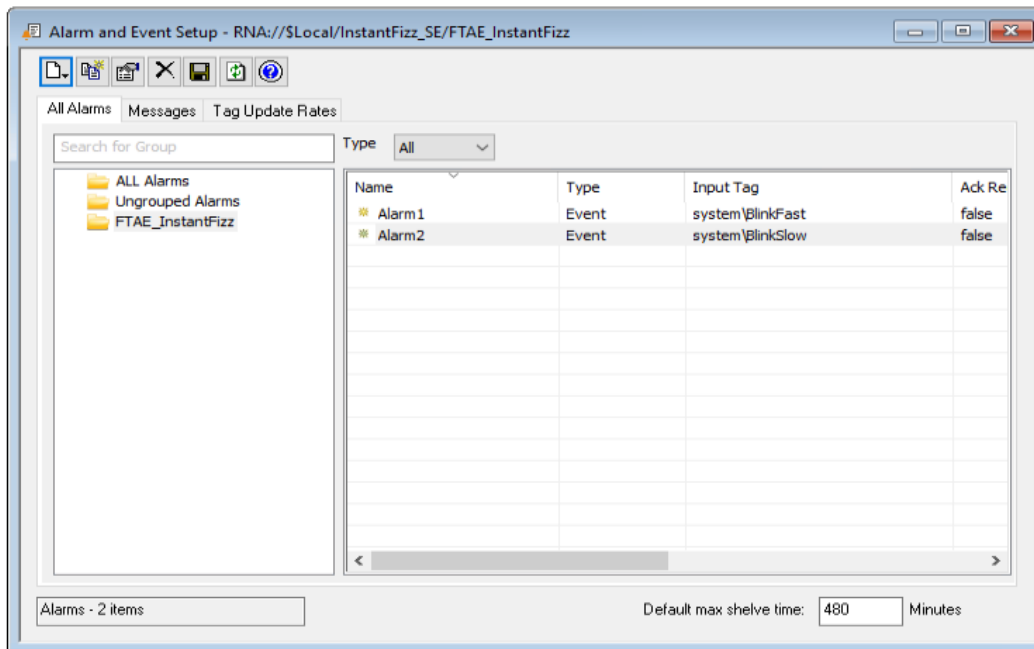 Alarm and Event Setup - RNA://$Local/InstantFizz_SE/FTAE_InstantFizz
All Alarms Messages Tag Update Rates
Search for Group Type All
ALL Alarms
Ungrouped Alarms
FTAE_InstantFizz
Name Type Input Tag Ack Re
Alarm1 Event system\BlinkFast false
Alarm2 Event system\BlinkSlow false
Alarms - 2 items Default max shelve time: 480 Minutes